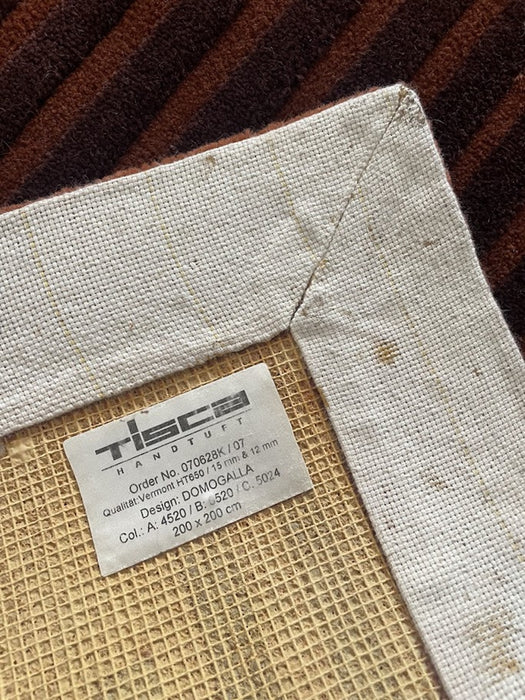 TISCA
HANDTUFT
Order No. 070628K / 07
Qualität:Vermont HT650 / 15 mm & 12 mm
Design: DOMOGALLA
Col.: A: 4520 / B: 5520 / C: 5024
200 x 200 cm